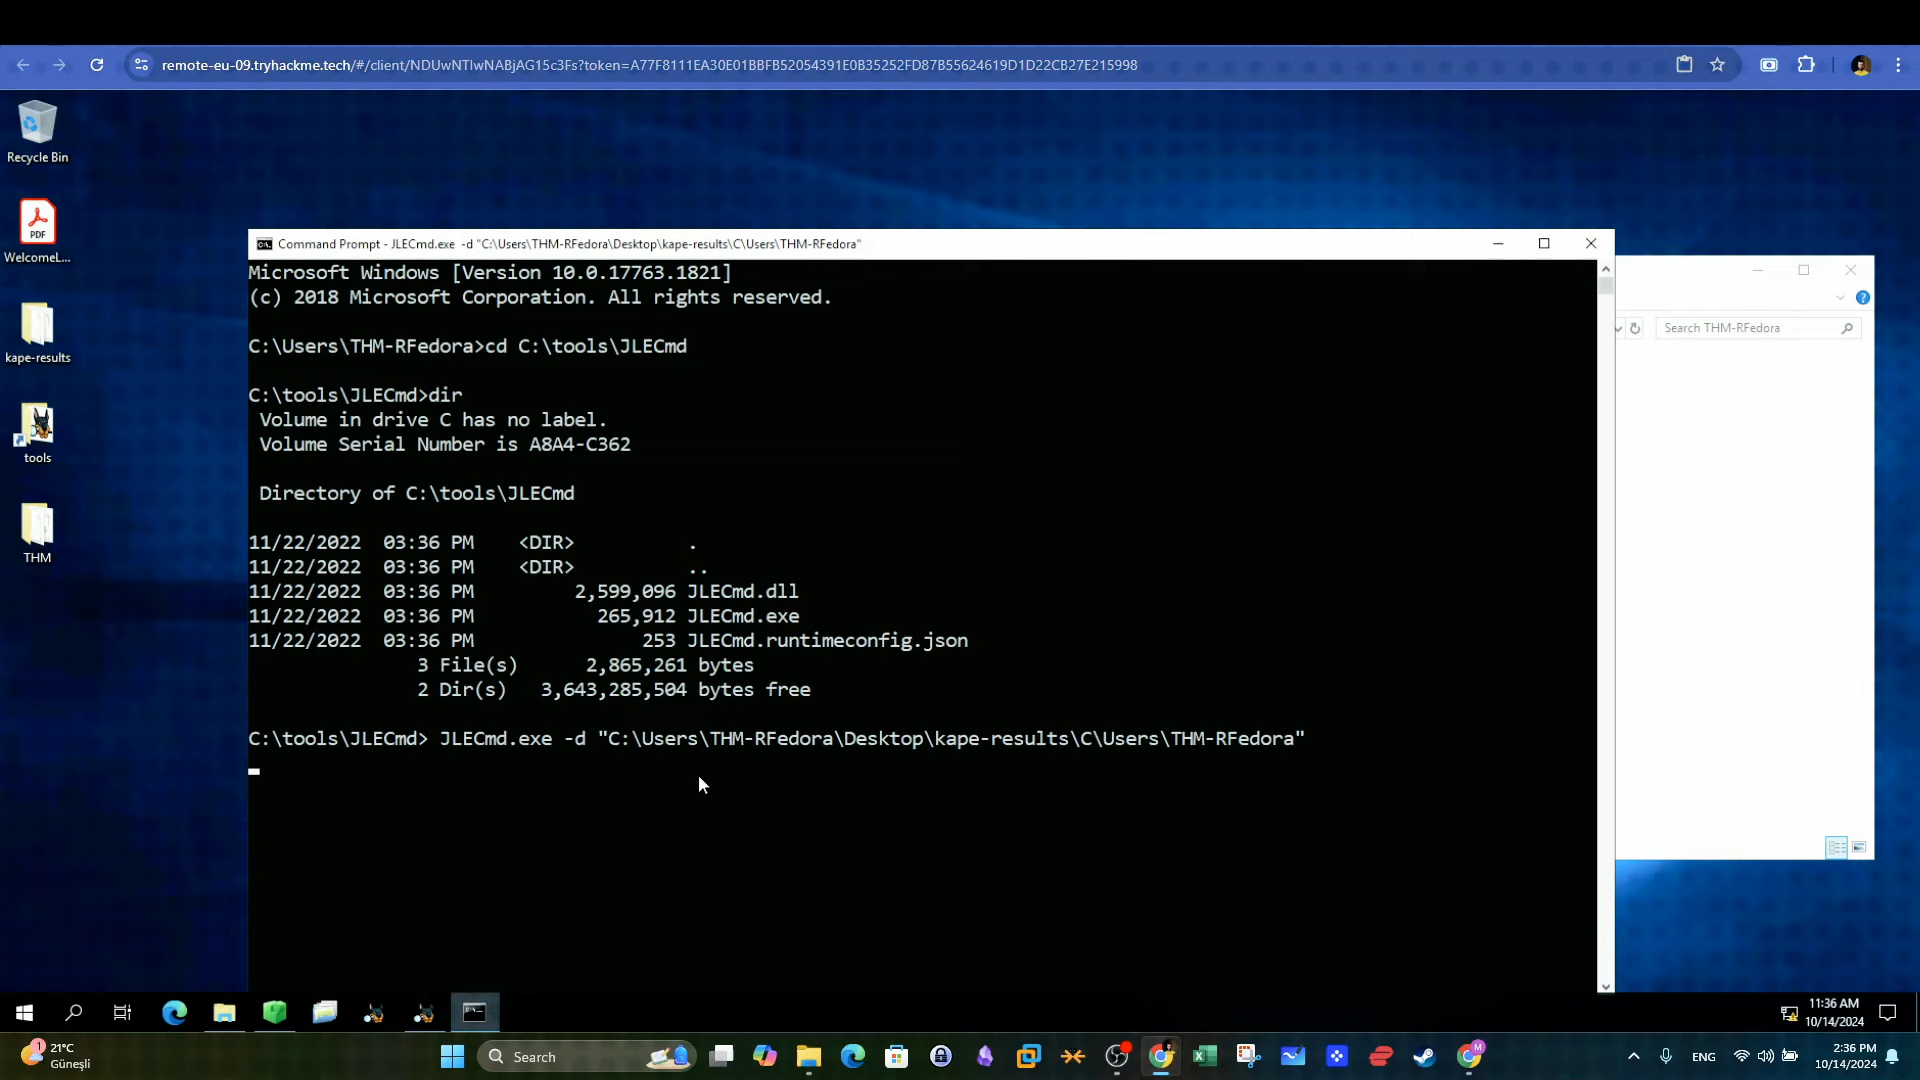 remote-eu-09.tryhackme.tech/#/client/NDUwNTIwNABjAG15c3Fs?token=A77F8111EA30E01BBFB52054391E0B35252FD87B55624619D1D22CB27E215998
Recycle Bin
PDF
WelcomeL...
kape-results
tools
THM
Command Prompt - JLECmd.exe -d "C:\Users\THM-RFedora\Desktop\kape-results\C\Users\THM-RFedora"
Microsoft Windows [Version 10.0.17763.1821]
(c) 2018 Microsoft Corporation. All rights reserved.
C:\Users\THM-RFedora>cd C:\tools\JLECmd
C:\tools\JLECmd>dir
Volume in drive C has no label.
Volume Serial Number is A8A4-C362
Directory of C:\tools\JLECmd
11/22/2022 03:36 PM <DIR> .
11/22/2022 03:36 PM <DIR> ..
11/22/2022 03:36 PM 2,599,096 JLECmd.dll
11/22/2022 03:36 PM 265,912 JLECmd.exe
11/22/2022 03:36 PM 253 JLECmd.runtimeconfig.json
3 File(s) 2,865,261 bytes
2 Dir(s) 3,643,285,504 bytes free
C:\tools\JLECmd> JLECmd.exe -d "C:\Users\THM-RFedora\Desktop\kape-results\C\Users\THM-RFedora"
Search THM-RFedora
11:36 AM
10/14/2024
1
21°C
Güneşli
Search
M
ENG
2:36 PM
10/14/2024